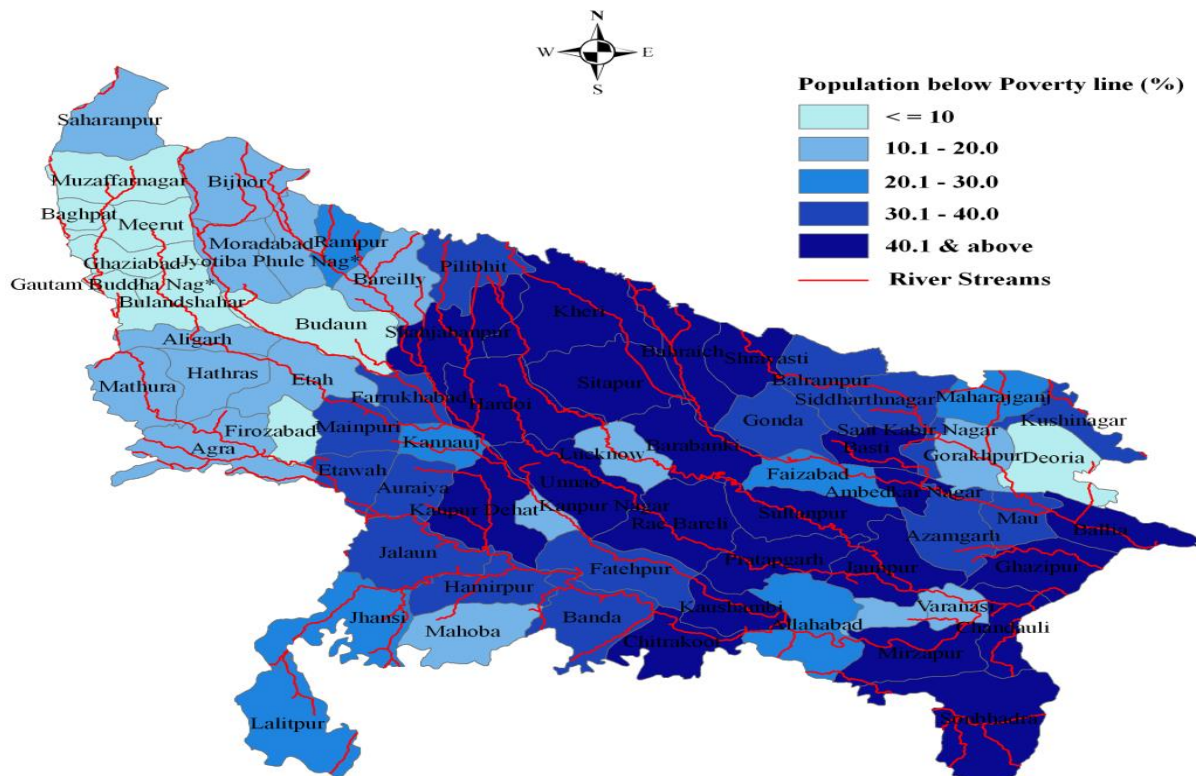 N
W E
S
Population below Poverty line (%)
< = 10
10.1 - 20.0
20.1 - 30.0
30.1 - 40.0
40.1 & above
River Streams
Saharanpur
Muzaffarnagar
Bijnor
Baghpat
Meerut
Moradabad
Rampur
Ghaziabad
Jyotiba Phule Nag*
Pilibhit
Bareilly
Gautam Buddha Nag*
Bulandshahar
Kheri
Budaun
Shahjahanpur
Aligarh
Bahraich
Shravasti
Hathras
Etah
Sitapur
Balrampur
Mathura
Farrukhabad
Hardoi
Siddharthnagar
Maharajganj
Kushinagar
Gonda
Firozabad
Mainpuri
Sant Kabir Nagar
Agra
Kannauj
Barabanki
Basti
Lucknow
Gorakhpur
Deoria
Etawah
Faizabad
Auraiya
Unnao
Ambedkar Nagar
Kanpur Dehat
Kanpur Nagar
Sultanpur
Rae Bareli
Mau
Ballia
Azamgarh
Jalaun
Pratapgarh
Jaunpur
Ghazipur
Fatehpur
Hamirpur
Kaushambi
Varanasi
Jhansi
Banda
Allahabad
Mahoba
Chitrakoot
Chandauli
Mirzapur
Lalitpur
Sonbhadra